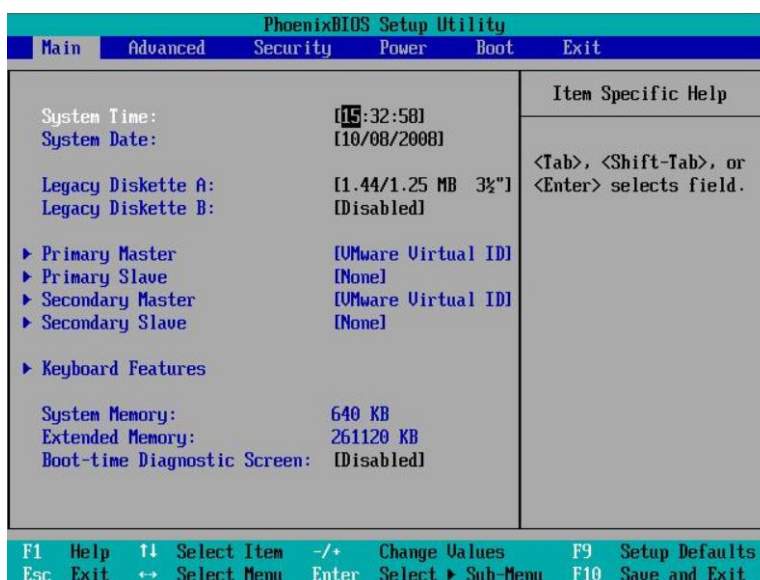 PhoenixBIOS Setup Utility
Main Advanced Security Power Boot Exit
Item Specific Help
System Time: [15:32:58]
System Date: [10/08/2008]
<Tab>, <Shift-Tab>, or
<Enter> selects field.
Legacy Diskette A: [1.44/1.25 MB 3½"]
Legacy Diskette B: [Disabled]
▶ Primary Master [VMware Virtual ID]
▶ Primary Slave [None]
▶ Secondary Master [VMware Virtual ID]
▶ Secondary Slave [None]
▶ Keyboard Features
System Memory: 640 KB
Extended Memory: 261120 KB
Boot-time Diagnostic Screen: [Disabled]
F1 Help ↑↓ Select Item -/+ Change Values F9 Setup Defaults
Esc Exit ↔ Select Menu Enter Select ▶ Sub-Menu F10 Save and Exit